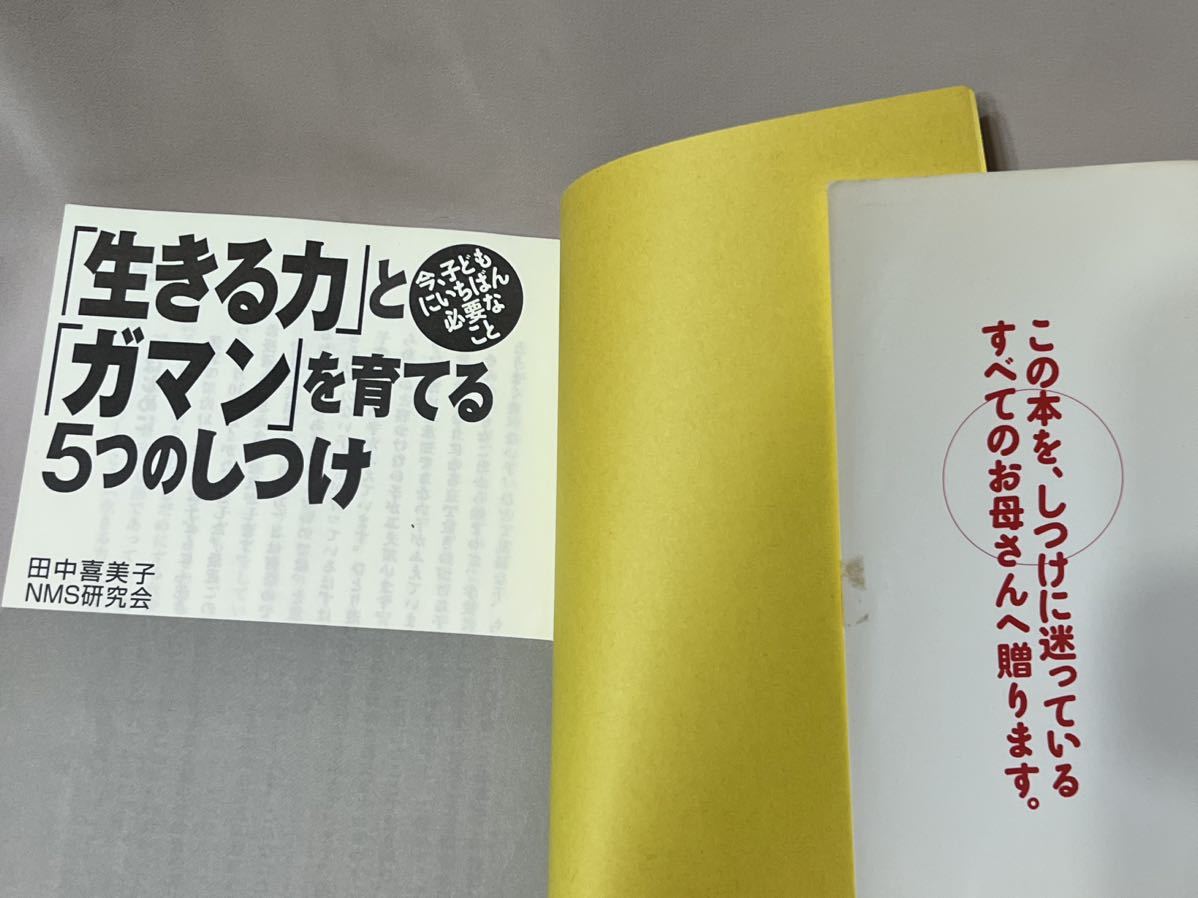 「生きる力」と
「ガマン」を育てる
5つのしつけ
今、子ども
にいちばん
必要な
こと
田中喜美子
NMS研究会
この本を、しつけに迷っている
すべてのお母さんへ贈ります。